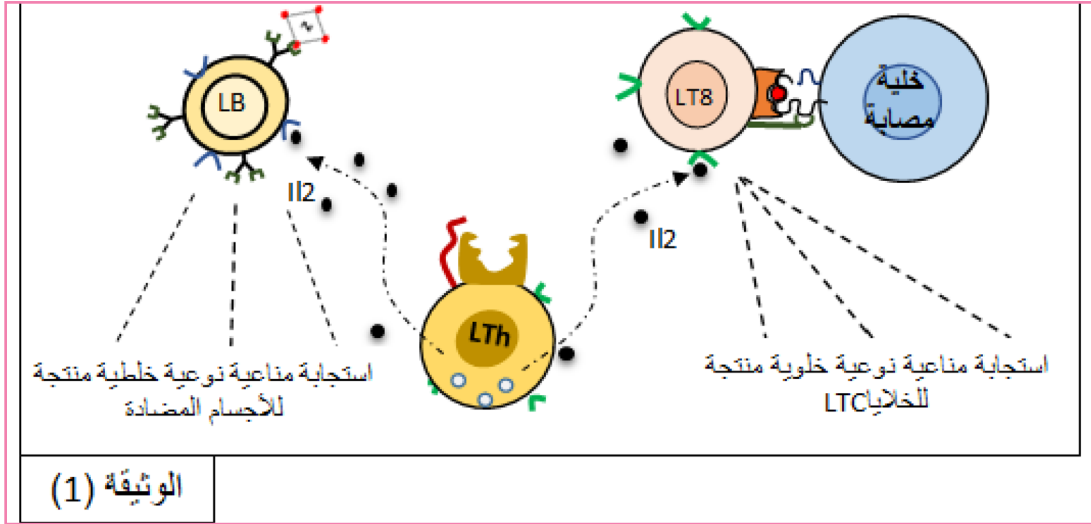 LB
LT8
خلية
مصابة
Il2
Il2
LTh
استجابة مناعية نوعية خلطية منتجة
للأجسام المضادة
استجابة مناعية نوعية خلوية منتجة
للخلاياLTC
الوثيقة (1)